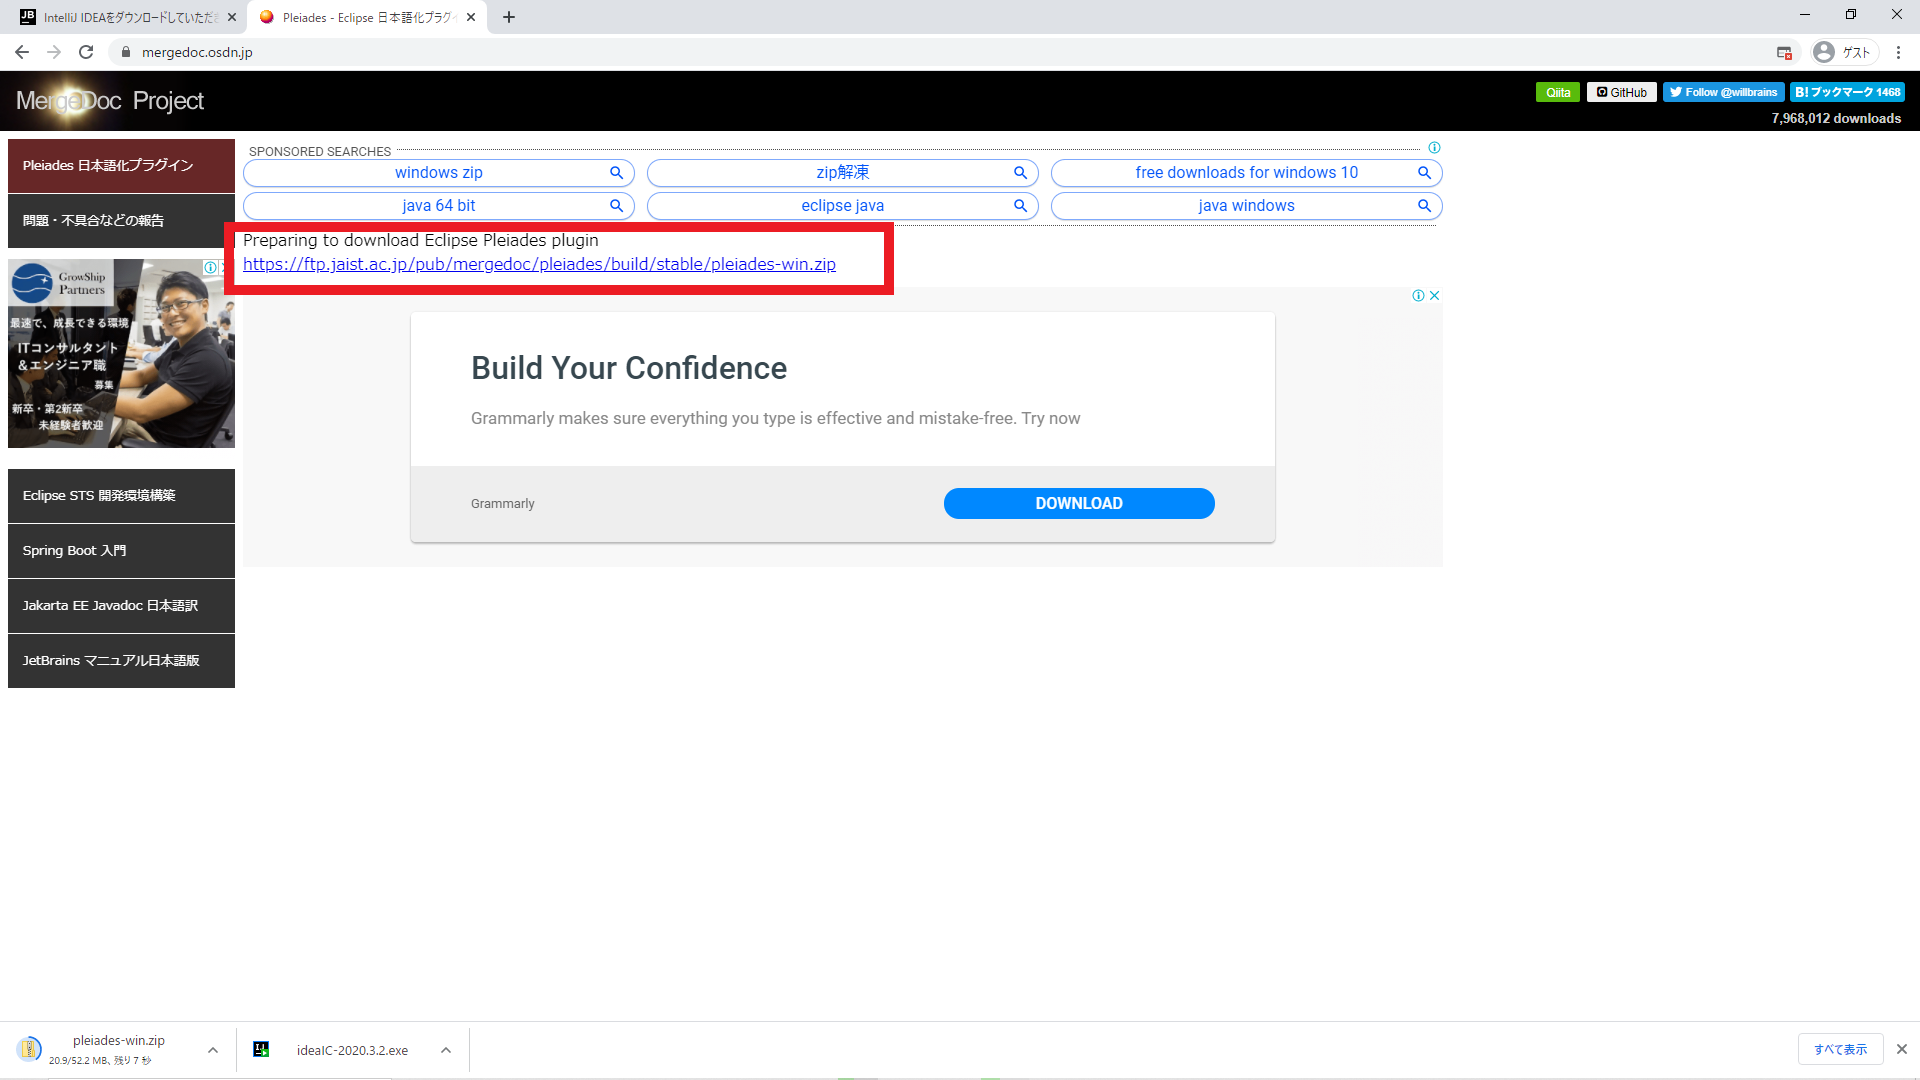 IntelliJ IDEAをダウンロードしていただき
Pleiades - Eclipse 日本語化プラグイ
mergedoc.osdn.jp
ゲスト
MergeDoc Project
Qiita
GitHub
Follow @willbrains
B!ブックマーク 1468
7,968,012 downloads
Pleiades 日本語化プラグイン
問題・不具合などの報告
GrowShip
Partners
最速で、成長できる環境
ITコンサルタント
&エンジニア職
募集
新卒・第2新卒
未経験者歓迎
Eclipse STS 開発環境構築
Spring Boot 入門
Jakarta EE Javadoc 日本語訳
JetBrains マニュアル日本語版
SPONSORED SEARCHES
windows zip
zip解凍
free downloads for windows 10
java 64 bit
eclipse java
java windows
Preparing to download Eclipse Pleiades plugin
https://ftp.jaist.ac.jp/pub/mergedoc/pleiades/build/stable/pleiades-win.zip
Build Your Confidence
Grammarly makes sure everything you type is effective and mistake-free. Try now
Grammarly
DOWNLOAD
pleiades-win.zip
20.9/52.2 MB、残り 7 秒
ideaIC-2020.3.2.exe
すべて表示